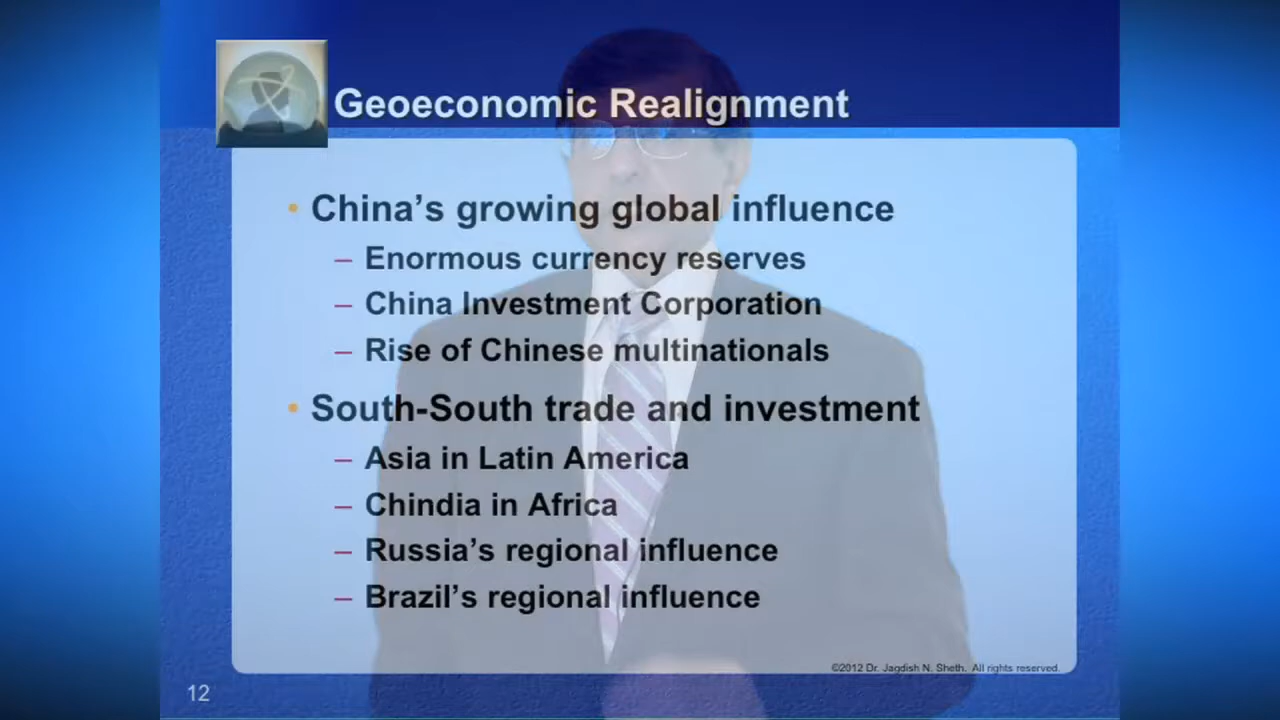 Geoeconomic Realignment
• China’s growing global influence
– Enormous currency reserves
– China Investment Corporation
– Rise of Chinese multinationals
• South-South trade and investment
– Asia in Latin America
– Chindia in Africa
– Russia’s regional influence
– Brazil’s regional influence
©2012 Dr. Jagdish N. Sheth. All rights reserved.
12